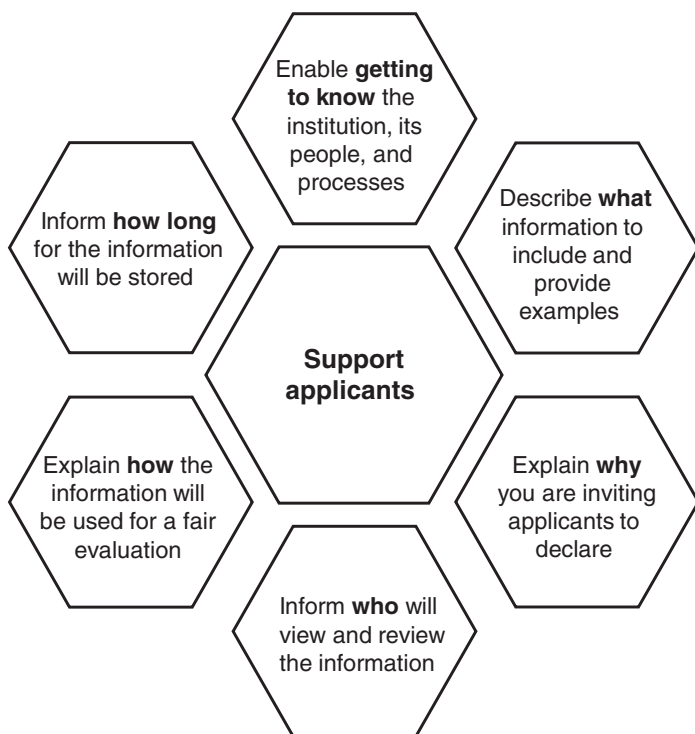 Enable getting
to know the
institution, its
people, and
processes
Describe what
information to
include and
provide
examples
Explain why
you are inviting
applicants to
declare
Inform who will
view and review
the information
Explain how the
information will
be used for a fair
evaluation
Inform how long
for the information
will be stored
Support
applicants